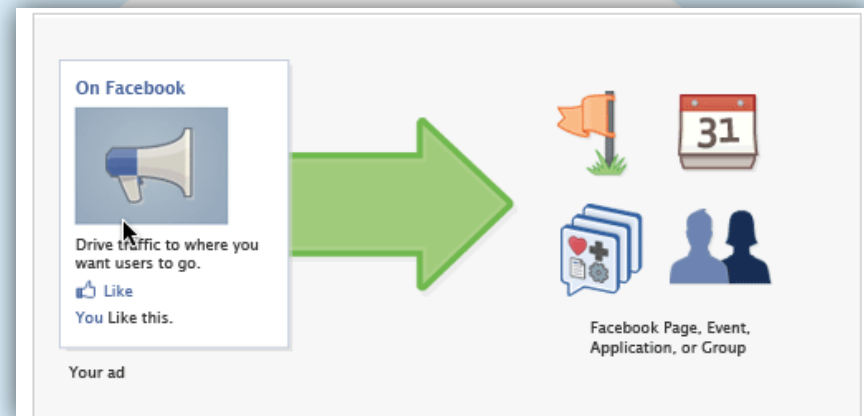 On Facebook
Drive traffic to where you
want users to go.
Like
You Like this.
Your ad
31
Facebook Page, Event,
Application, or Group